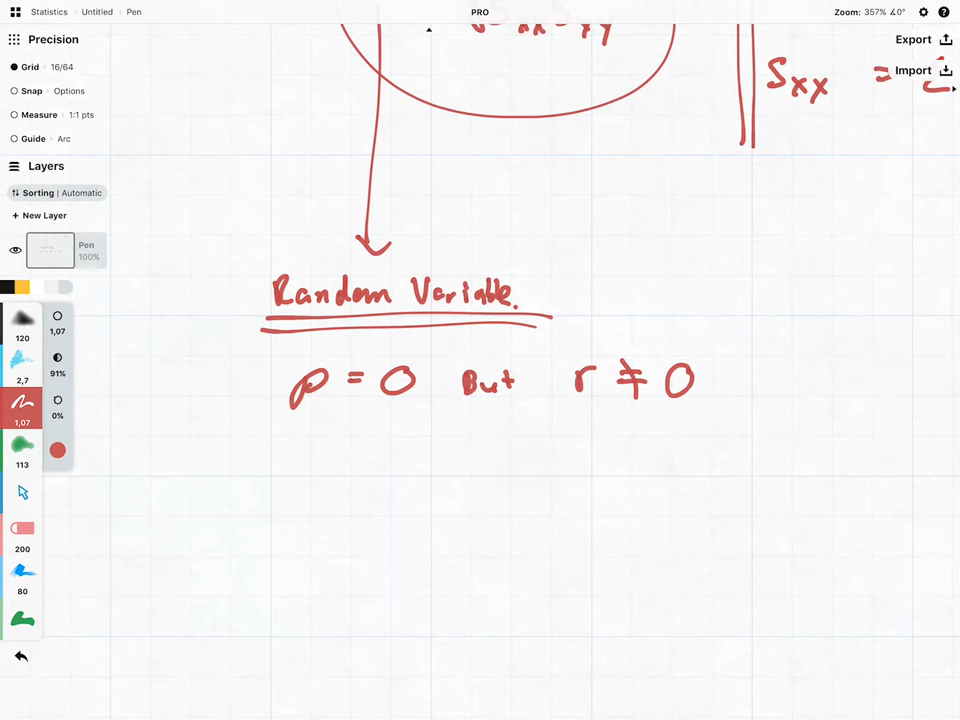 Statistics › Untitled › Pen
PRO
Zoom: 357% ∠0°
Precision
Grid › 16/64
Snap › Options
Measure › 1:1 pts
Guide › Arc
Layers
Sorting | Automatic
+ New Layer
Pen
100%
Export
Import
Sxx =
120
2,7
1,07
113
200
80
1,07
91%
0%
Random Variable.
ρ = 0 But r ≠ 0